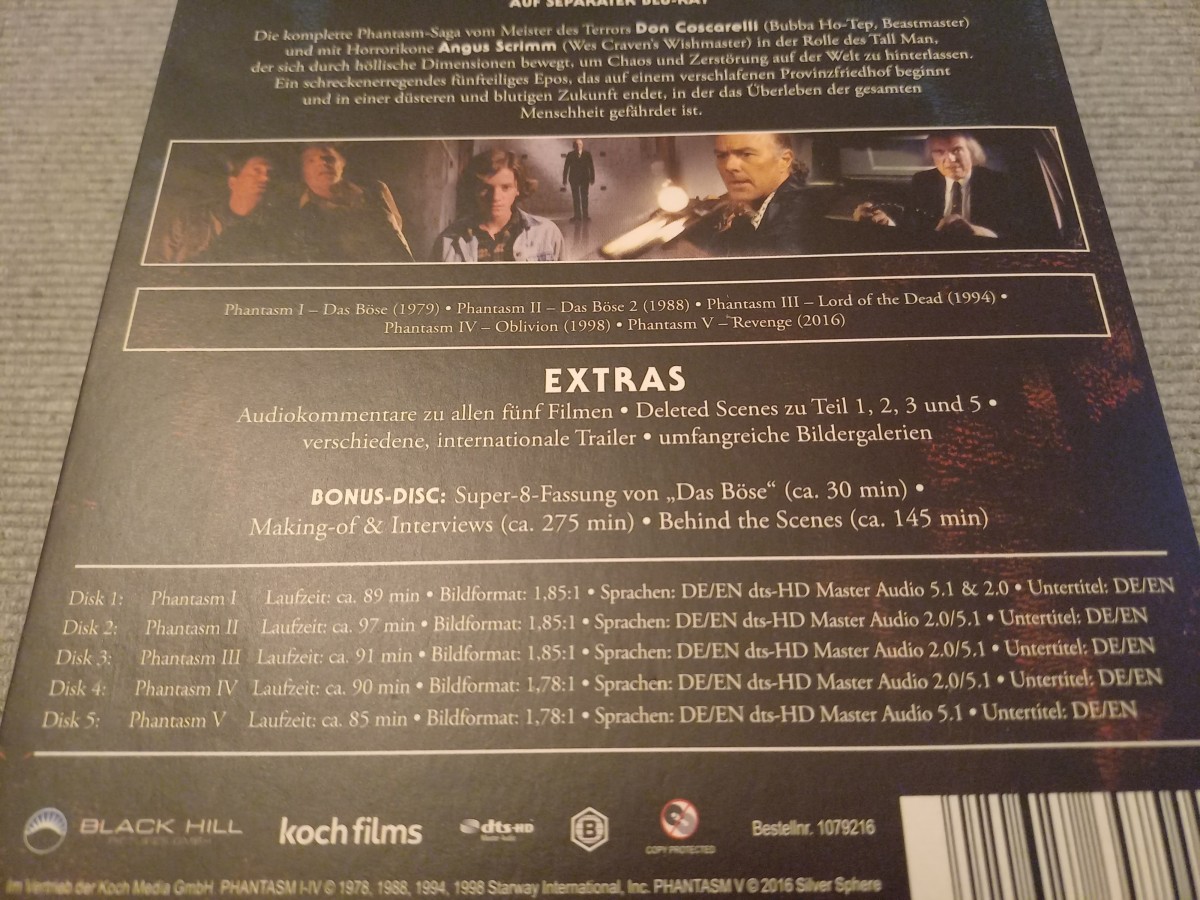 AUF SEPARATER BLU-RAY
Die komplette Phantasm-Saga vom Meister des Terrors Don Coscarelli (Bubba Ho-Tep, Beastmaster)
und mit Horrorikone Angus Scrimm (Wes Craven's Wishmaster) in der Rolle des Tall Man,
der sich durch höllische Dimensionen bewegt, um Chaos und Zerstörung auf der Welt zu hinterlassen.
Ein schreckenerregendes fünfteiliges Epos, das auf einem verschlafenen Provinzfriedhof beginnt
und in einer düsteren und blutigen Zukunft endet, in der das Überleben der gesamten
Menschheit gefährdet ist.
Phantasm I – Das Böse (1979) • Phantasm II – Das Böse 2 (1988) • Phantasm III – Lord of the Dead (1994) •
Phantasm IV – Oblivion (1998) • Phantasm V – Revenge (2016)
EXTRAS
Audiokommentare zu allen fünf Filmen • Deleted Scenes zu Teil 1, 2, 3 und 5 •
verschiedene, internationale Trailer • umfangreiche Bildergalerien
BONUS-DISC: Super-8-Fassung von „Das Böse“ (ca. 30 min) •
Making-of & Interviews (ca. 275 min) • Behind the Scenes (ca. 145 min)
Disk 1: Phantasm I Laufzeit: ca. 89 min • Bildformat: 1,85:1 • Sprachen: DE/EN dts-HD Master Audio 5.1 & 2.0 • Untertitel: DE/EN
Disk 2: Phantasm II Laufzeit: ca. 97 min • Bildformat: 1,85:1 • Sprachen: DE/EN dts-HD Master Audio 2.0/5.1 • Untertitel: DE/EN
Disk 3: Phantasm III Laufzeit: ca. 91 min • Bildformat: 1,85:1 • Sprachen: DE/EN dts-HD Master Audio 2.0/5.1 • Untertitel: DE/EN
Disk 4: Phantasm IV Laufzeit: ca. 90 min • Bildformat: 1,78:1 • Sprachen: DE/EN dts-HD Master Audio 2.0/5.1 • Untertitel: DE/EN
Disk 5: Phantasm V Laufzeit: ca. 85 min • Bildformat: 1,78:1 • Sprachen: DE/EN dts-HD Master Audio 5.1 • Untertitel: DE/EN
BLACK HILL
koch films
dts-HD
Master Audio
B
COPY PROTECTED
Bestellnr. 1079216
Im Vertrieb der Koch Media GmbH. PHANTASM I-IV © 1978, 1988, 1994, 1998 Starway International, Inc. PHANTASM V © 2016 Silver Sphere